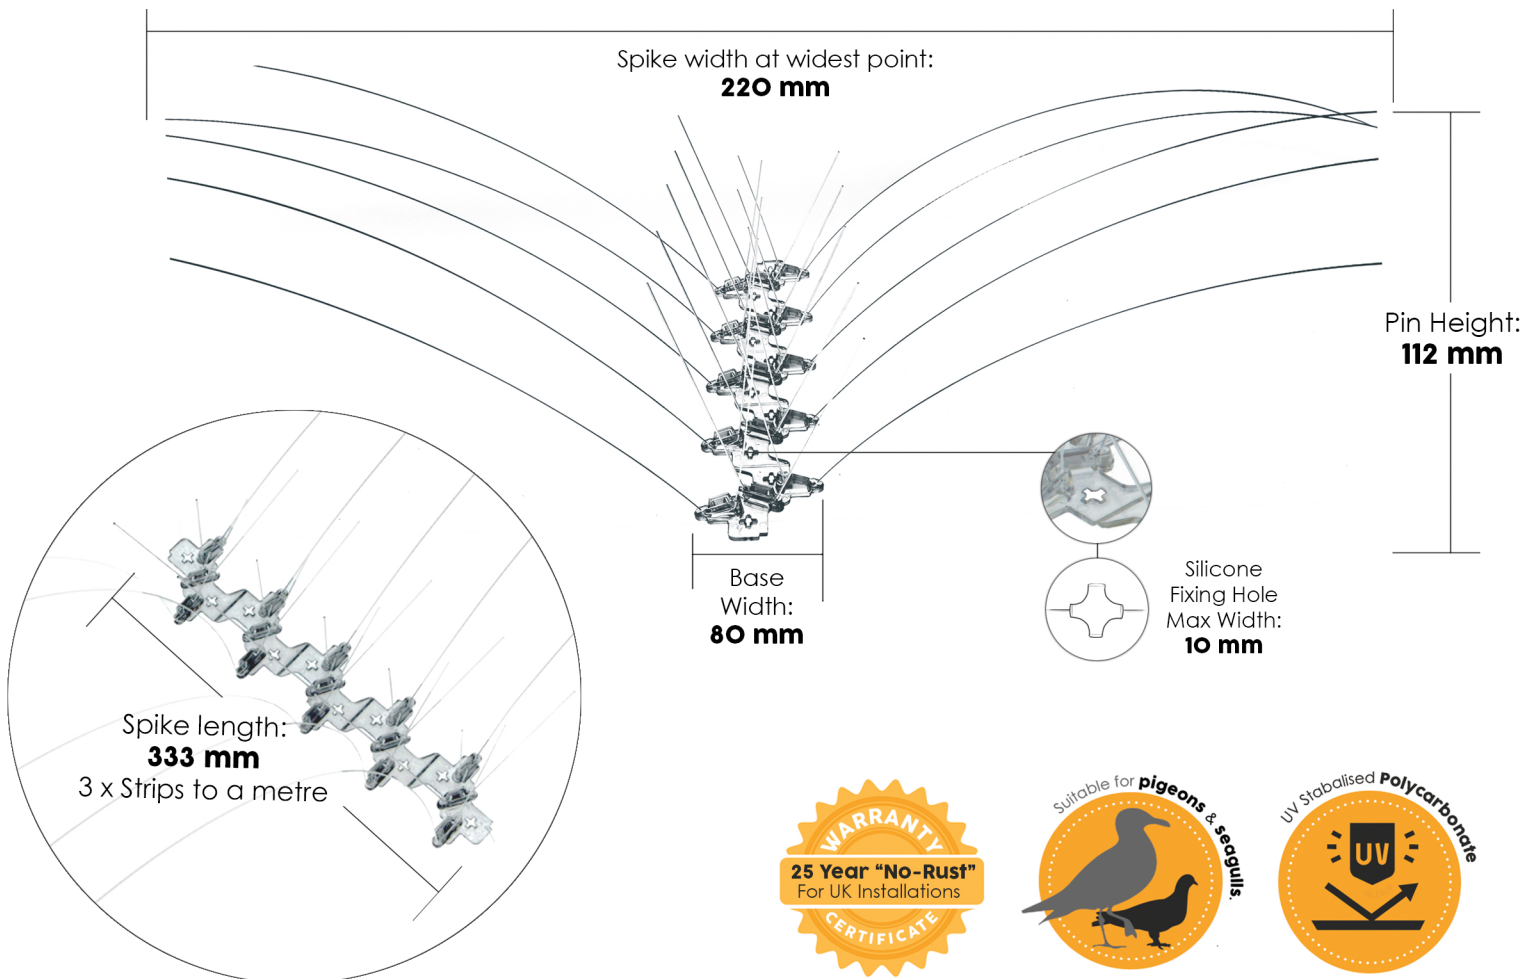 Spike width at widest point:
220 mm
Pin Height:
112 mm
Base
Width:
80 mm
Silicone
Fixing Hole
Max Width:
10 mm
Spike length:
333 mm
3 x Strips to a metre
WARRANTY
25 Year “No-Rust”
For UK Installations
CERTIFICATE
Suitable for pigeons & seagulls.
UV Stabalised Polycarbonate
UV